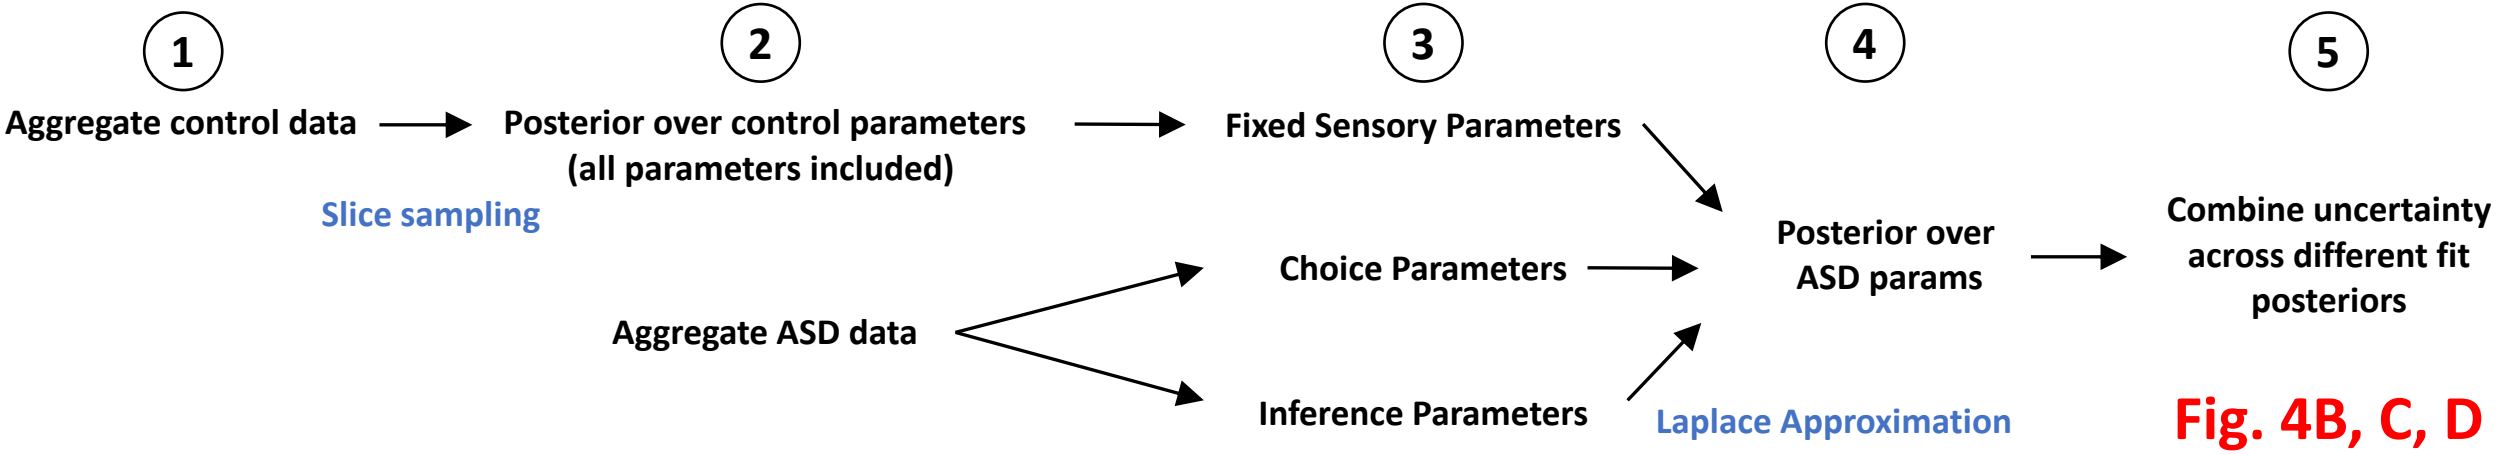 1
2
3
4
5
Aggregate control data
Posterior over control parameters
(all parameters included)
Slice sampling
Aggregate ASD data
Fixed Sensory Parameters
Choice Parameters
Inference Parameters
Posterior over
ASD params
Laplace Approximation
Combine uncertainty
across different fit
posteriors
Fig. 4B, C, D